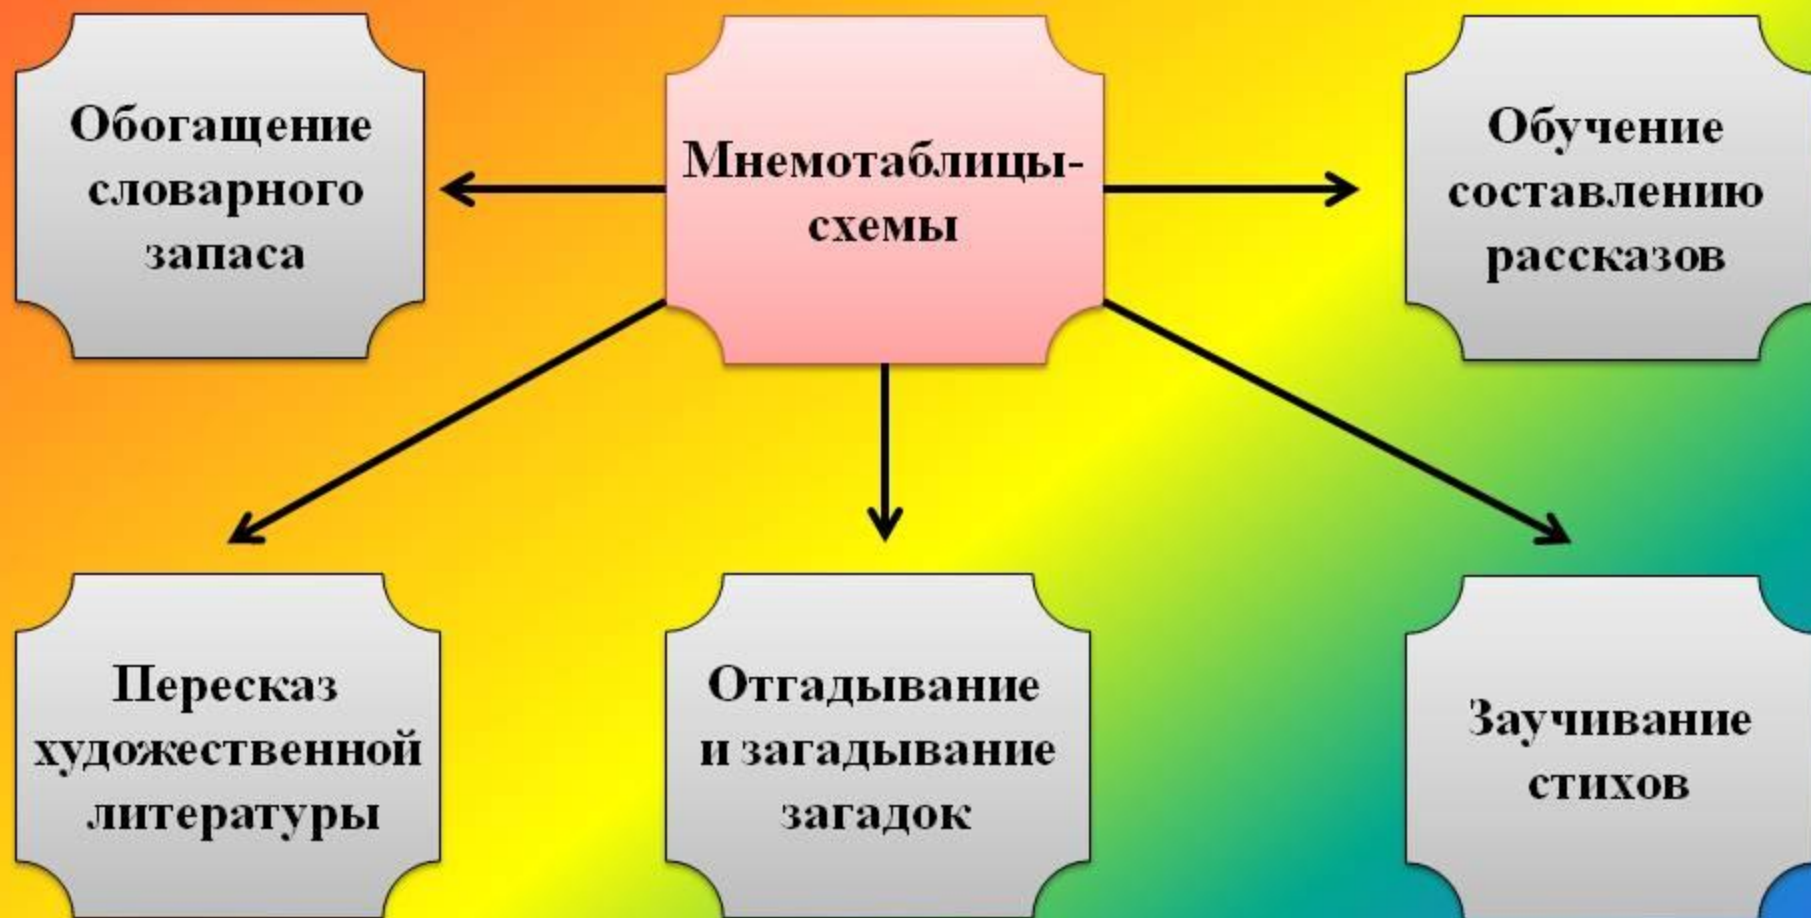 Обогащение
словарного
запаса
Мнемотаблицы-
схемы
Обучение
составлению
рассказов
Пересказ
художественной
литературы
Отгадывание
и загадывание
загадок
Заучивание
стихов